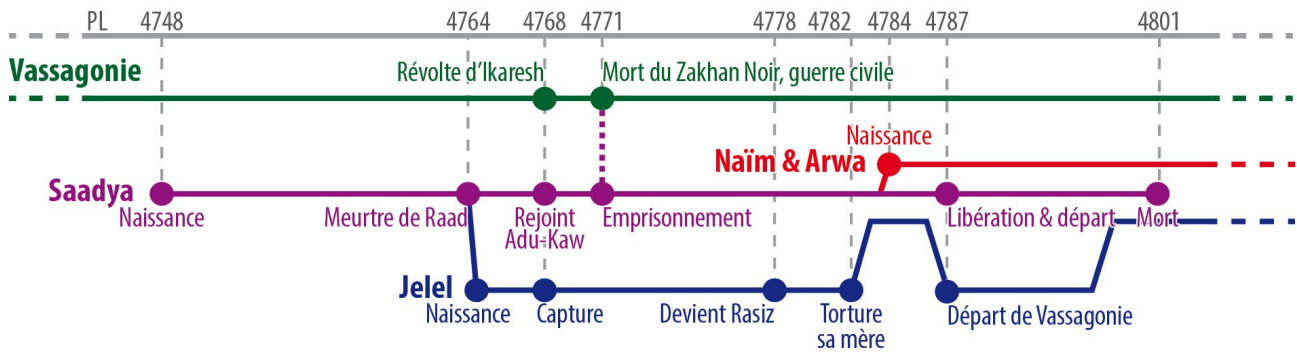 PL 4748 4764 4768 4771 4778 4782 4784 4787 4801
Vassagonie
Révolte d'Ikaresh Mort du Zakhan Noir, guerre civile
Naissance
Naïm & Arwa
Saadya
Naissance Meurtre de Raad Rejoint Emprisonnement Libération & départ Mort
Adu-Kaw
Jelel
Naissance Capture Devient Rasiz Torture Départ de Vassagonie
sa mère